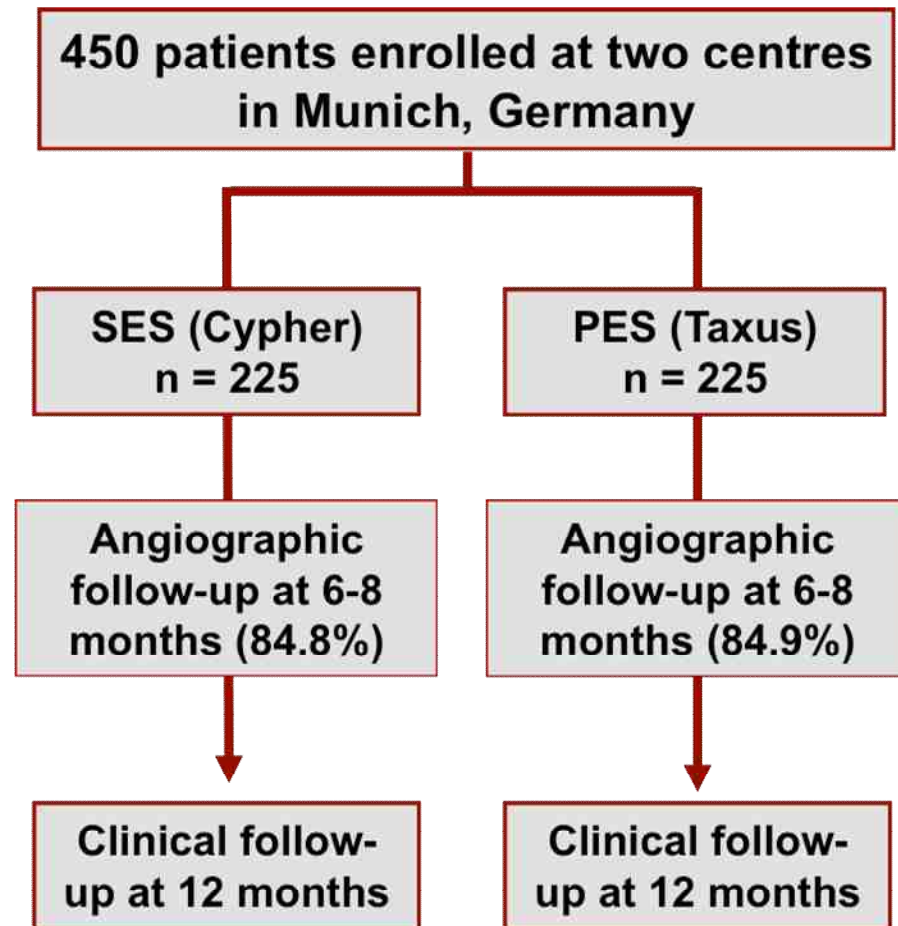 450 patients enrolled at two centres
in Munich, Germany
SES (Cypher)
n = 225
PES (Taxus)
n = 225
Angiographic
follow-up at 6-8
months (84.8%)
Angiographic
follow-up at 6-8
months (84.9%)
Clinical follow-
up at 12 months
Clinical follow-
up at 12 months